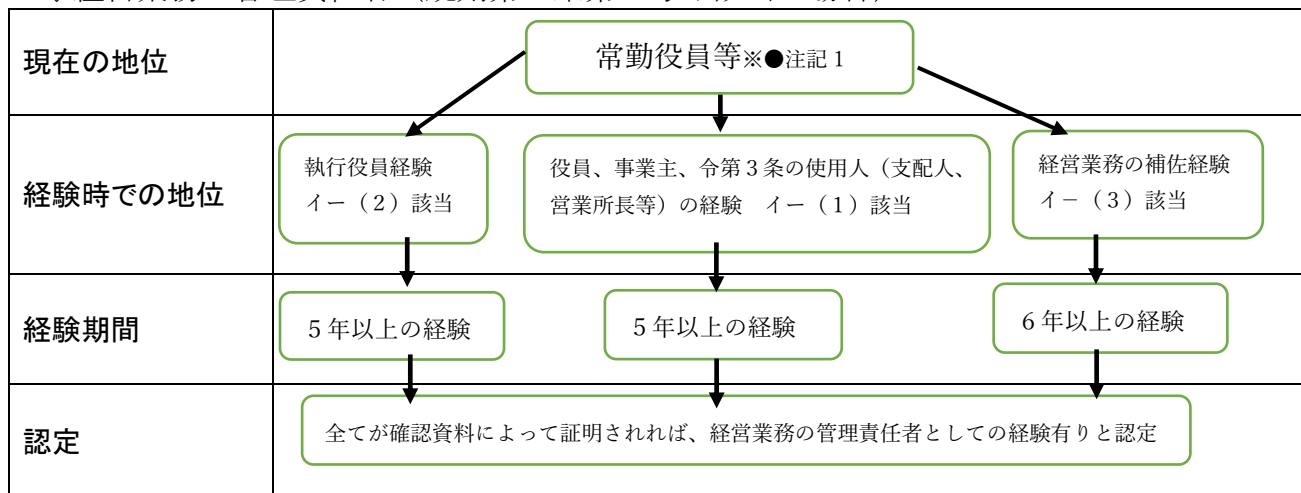 現在の地位
常勤役員等※●注記1
経験時での地位
執行役員経験
イー（2）該当
役員、事業主、令第３条の使用人（支配人、
営業所長等）の経験　イー（1）該当
経営業務の補佐経験
イ－（3）該当
経験期間
５年以上の経験
５年以上の経験
６年以上の経験
認定
全てが確認資料によって証明されれば、経営業務の管理責任者としての経験有りと認定